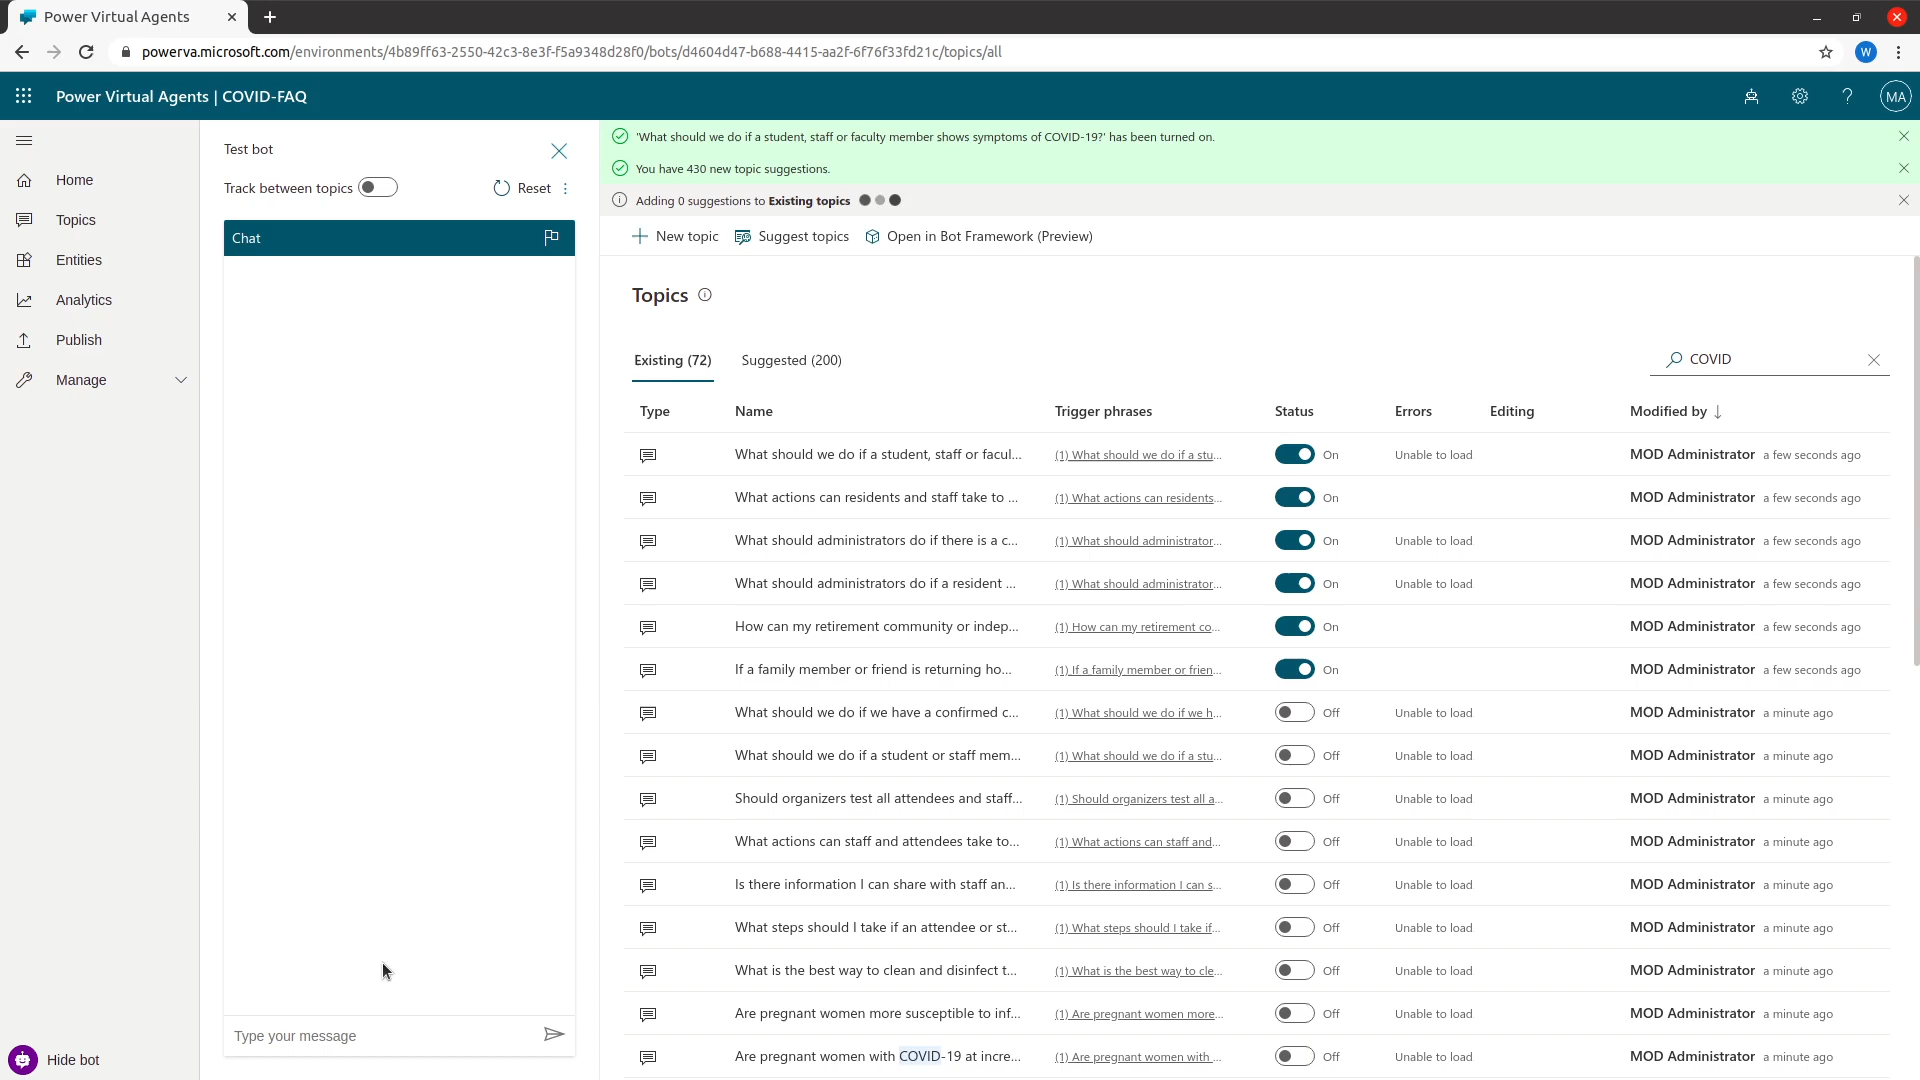 Power Virtual Agents
powerva.microsoft.com/environments/4b89ff63-2550-42c3-8e3f-f5a9348d28f0/bots/d4604d47-b688-4415-aa2f-6f76f33fd21c/topics/all
W
Power Virtual Agents | COVID-FAQ
MA
Home
Topics
Entities
Analytics
Publish
Manage
Hide bot
Test bot
Track between topics
Reset
Chat
Type your message
'What should we do if a student, staff or faculty member shows symptoms of COVID-19?' has been turned on.
You have 430 new topic suggestions.
Adding 0 suggestions to Existing topics
New topic Suggest topics Open in Bot Framework (Preview)
Topics
Existing (72) Suggested (200) COVID
Type Name Trigger phrases Status Errors Editing Modified by ↓
What should we do if a student, staff or facul... (1) What should we do if a stu... On Unable to load MOD Administrator a few seconds ago
What actions can residents and staff take to ... (1) What actions can residents... On MOD Administrator a few seconds ago
What should administrators do if there is a c... (1) What should administrator... On Unable to load MOD Administrator a few seconds ago
What should administrators do if a resident ... (1) What should administrator... On Unable to load MOD Administrator a few seconds ago
How can my retirement community or indep... (1) How can my retirement co... On MOD Administrator a few seconds ago
If a family member or friend is returning ho... (1) If a family member or frien... On MOD Administrator a few seconds ago
What should we do if we have a confirmed c... (1) What should we do if we h... Off Unable to load MOD Administrator a minute ago
What should we do if a student or staff mem... (1) What should we do if a stu... Off Unable to load MOD Administrator a minute ago
Should organizers test all attendees and staff... (1) Should organizers test all a... Off Unable to load MOD Administrator a minute ago
What actions can staff and attendees take to... (1) What actions can staff and... Off Unable to load MOD Administrator a minute ago
Is there information I can share with staff an... (1) Is there information I can s... Off Unable to load MOD Administrator a minute ago
What steps should I take if an attendee or st... (1) What steps should I take if... Off Unable to load MOD Administrator a minute ago
What is the best way to clean and disinfect t... (1) What is the best way to cle... Off Unable to load MOD Administrator a minute ago
Are pregnant women more susceptible to inf... (1) Are pregnant women more... Off Unable to load MOD Administrator a minute ago
Are pregnant women with COVID-19 at incre... (1) Are pregnant women with ... Off Unable to load MOD Administrator a minute ago